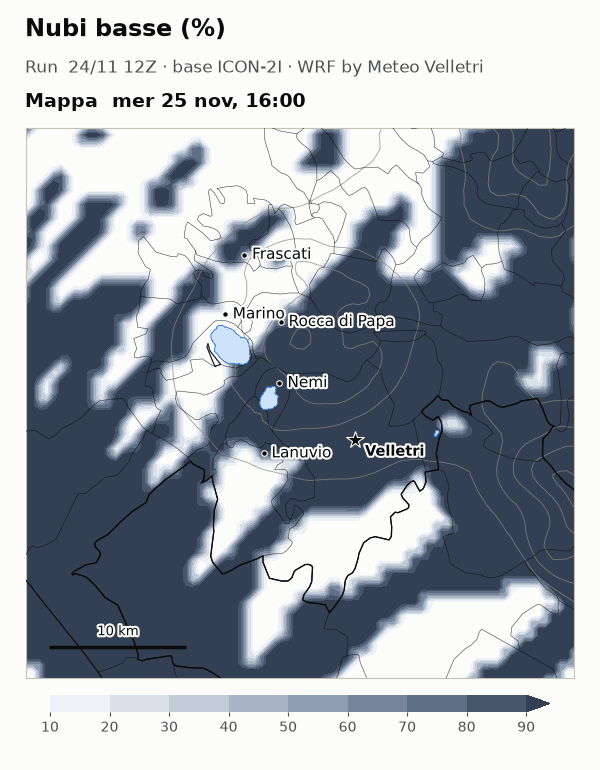 Nubi basse (%)
Run  24/11 12Z · base ICON-2I · WRF by Meteo Velletri
Mappa  mer 25 nov, 16:00
Frascati
Marino
Rocca di Papa
Nemi
Velletri
Lanuvio
10 km
10 20 30 40 50 60 70 80 90